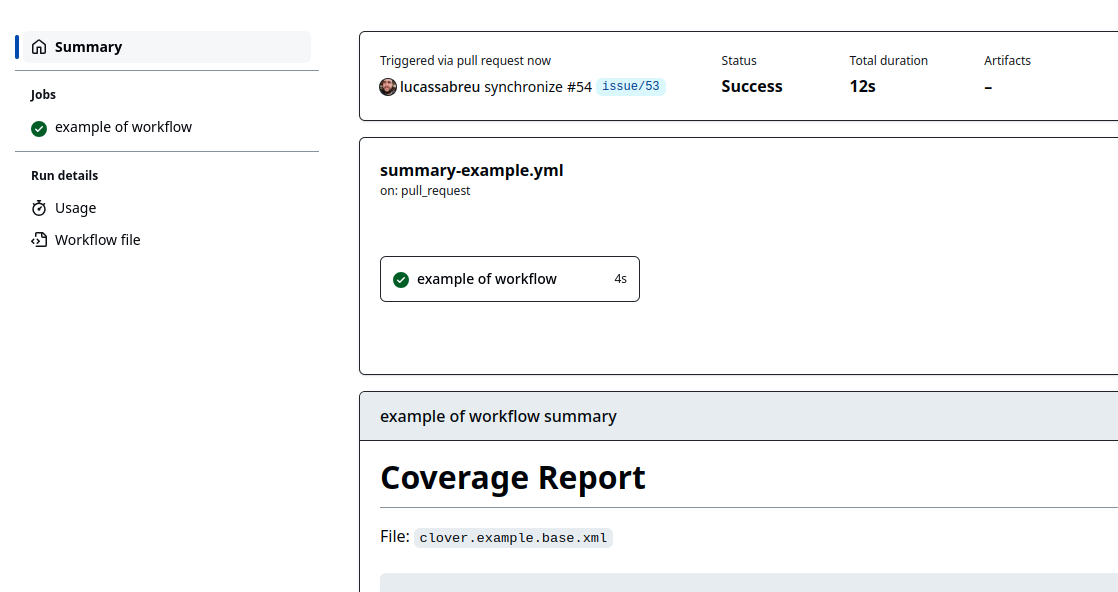 Summary
Jobs
example of workflow
Run details
Usage
Workflow file
Triggered via pull request now
lucassabreu synchronize #54 issue/53
Status
Success
Total duration
12s
Artifacts
–
summary-example.yml
on: pull_request
example of workflow 4s
example of workflow summary
Coverage Report
File: clover.example.base.xml